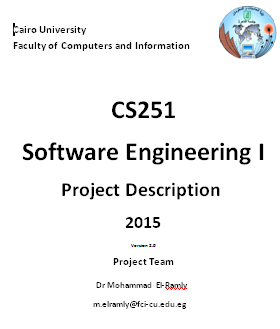 Cairo University
Faculty of Computers and Information
CS251
Software Engineering I
Project Description
2015
Version 2.0
Project Team
Dr Mohammad El-Ramly
m.elramly@fci-cu.edu.eg